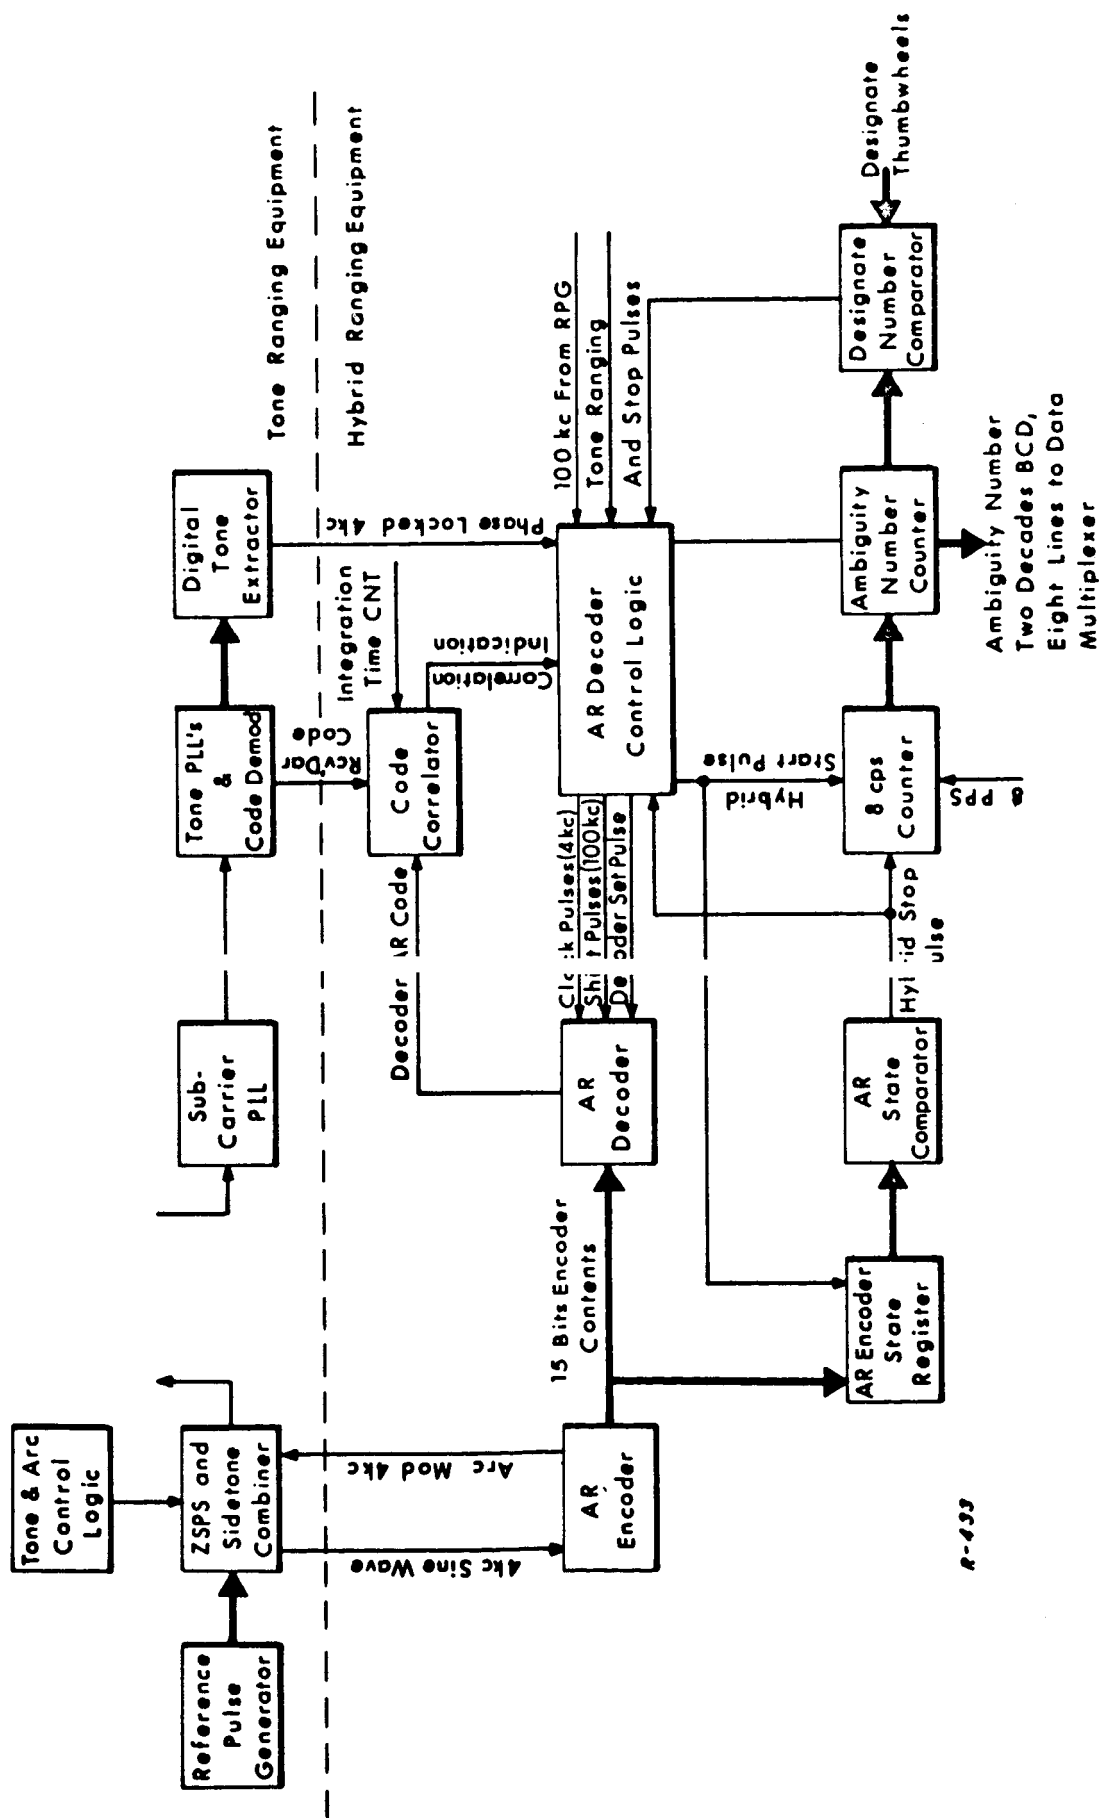 Tone & Arc
Control
Logic
Reference
Pulse
Generator
ZSPS and
Sidetone
Combiner
Sub-
Carrier
PLL
Tone PLL's
&
Code Demod
Digital
Tone
Extractor
Tone Ranging Equipment
Hybrid Ranging Equipment
4kc Sine Wave
Arc Mod 4kc
Rcv'Dar
Code
Integration
Time CNT
Phase Locked 4kc
Code
Correlator
Correlation
Indication
Decoder AR Code
AR
Encoder
15 Bits Encoder
Contents
AR
Decoder
Pulses(4kc)
Pulses(100kc)
Set Pulse
AR Decoder
Control Logic
100 kc From RPG
Tone Ranging
And Stop Pulses
Hybrid
Start Pulse
AR Encoder
State
Register
AR
State
Comparator
Stop
8 cps
Counter
8 PPS
Ambiguity
Number
Counter
Designate
Number
Comparator
Designate
Thumbwheels
Ambiguity Number
Two Decades BCD,
Eight Lines to Data
Multiplexer
R-433